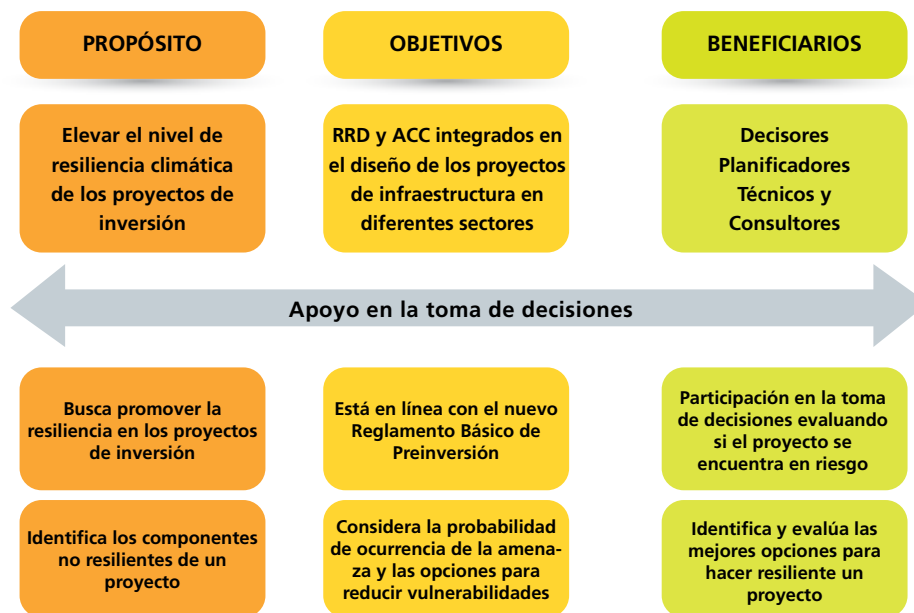 PROPÓSITO
OBJETIVOS
BENEFICIARIOS
Elevar el nivel de
resiliencia climática
de los proyectos de
inversión
RRD y ACC integrados en
el diseño de los proyectos
de infraestructura en
diferentes sectores
Decisores
Planificadores
Técnicos y
Consultores
Apoyo en la toma de decisiones
Busca promover la
resiliencia en los proyectos
de inversión
Está en línea con el nuevo
Reglamento Básico de
Preinversión
Participación en la toma
de decisiones evaluando
si el proyecto se
encuentra en riesgo
Identifica los componentes
no resilientes de un
proyecto
Considera la probabilidad
de ocurrencia de la amena-
za y las opciones para
reducir vulnerabilidades
Identifica y evalúa las
mejores opciones para
hacer resiliente un
proyecto